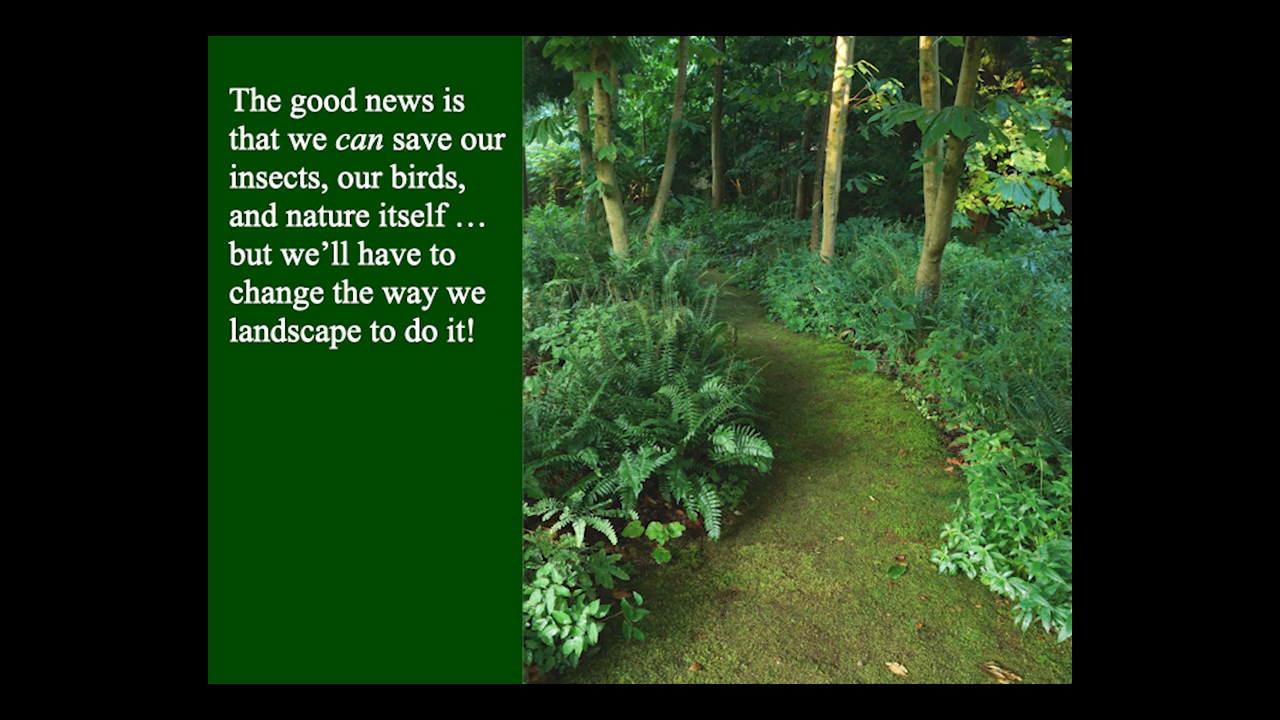 The good news is
that we can save our
insects, our birds,
and nature itself …
but we’ll have to
change the way we
landscape to do it!